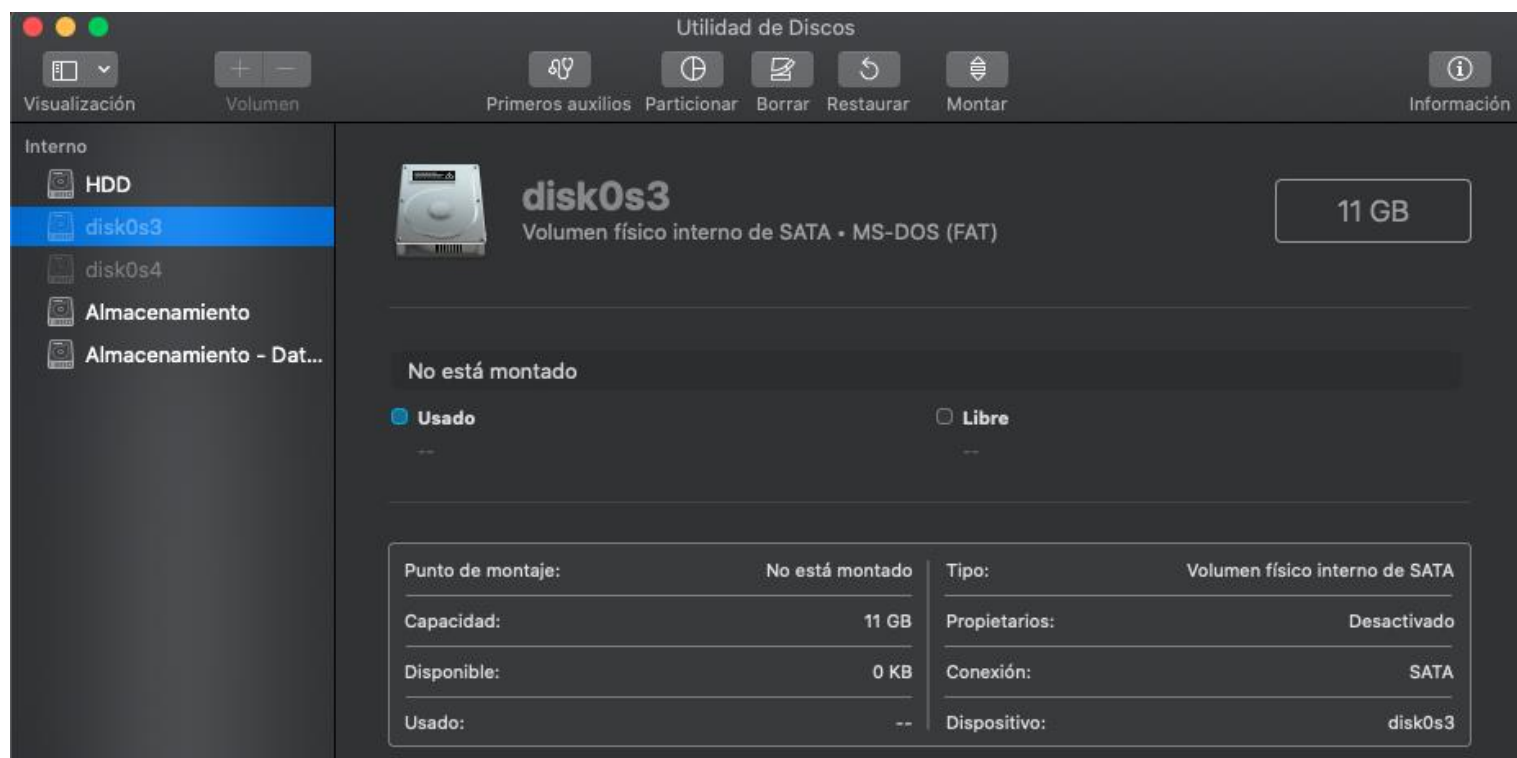 Utilidad de Discos
Visualización Volumen Primeros auxilios Particionar Borrar Restaurar Montar Información
Interno
HDD
disk0s3
disk0s4
Almacenamiento
Almacenamiento - Dat...
disk0s3
Volumen físico interno de SATA • MS-DOS (FAT)
11 GB
No está montado
Usado
--
Libre
--
Punto de montaje: No está montado
Capacidad: 11 GB
Disponible: 0 KB
Usado: --
Tipo: Volumen físico interno de SATA
Propietarios: Desactivado
Conexión: SATA
Dispositivo: disk0s3